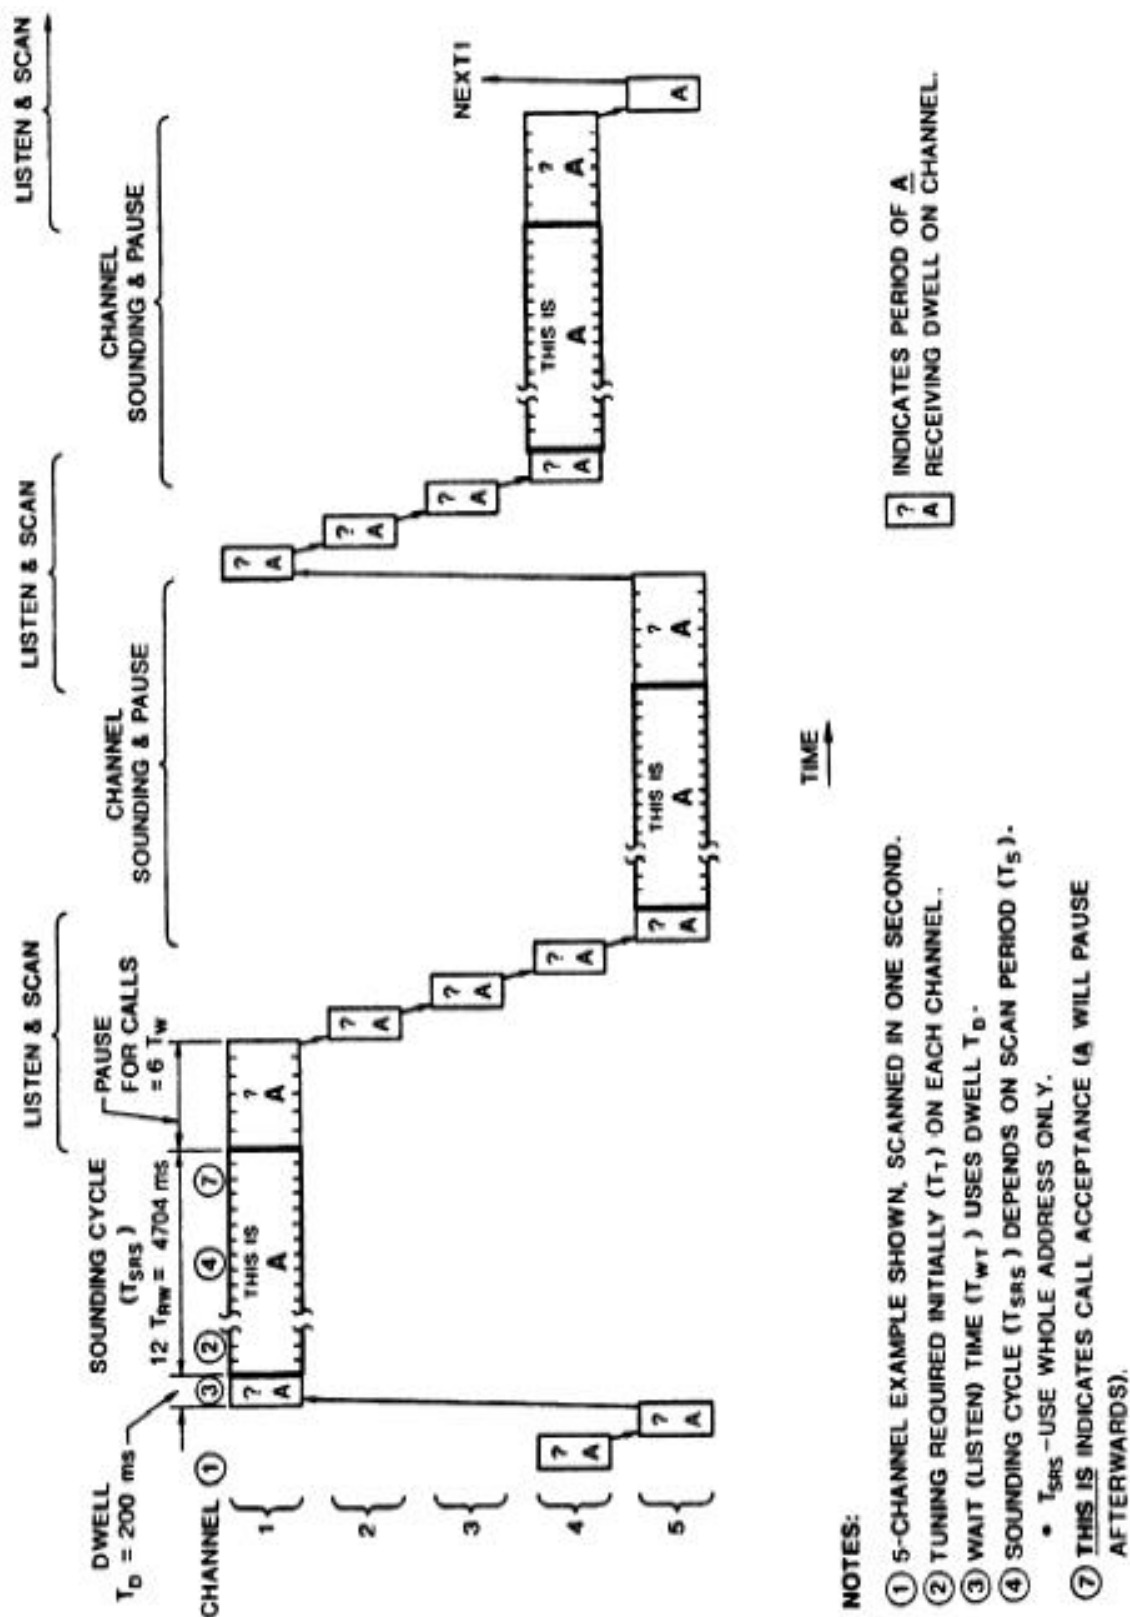 LISTEN & SCAN
LISTEN & SCAN
LISTEN & SCAN
CHANNEL
SOUNDING & PAUSE
CHANNEL
SOUNDING & PAUSE
DWELL
T_D = 200 ms
SOUNDING CYCLE
(T_SRS)
12 T_RW = 4704 ms
PAUSE
FOR CALLS
= 6 T_W
CHANNEL ①
1
③
?
A
②
④
⑦
THIS IS
A
?
A
?
A
2
?
A
?
A
3
?
A
?
A
4
?
A
?
A
?
A
THIS IS
A
?
A
5
?
A
?
A
THIS IS
A
?
A
A
NEXT1
TIME
NOTES:
① 5-CHANNEL EXAMPLE SHOWN, SCANNED IN ONE SECOND.
② TUNING REQUIRED INITIALLY (T_T) ON EACH CHANNEL.
③ WAIT (LISTEN) TIME (T_WT) USES DWELL T_D.
④ SOUNDING CYCLE (T_SRS) DEPENDS ON SCAN PERIOD (T_S).
• T_SRS-USE WHOLE ADDRESS ONLY.
⑦ THIS IS INDICATES CALL ACCEPTANCE (A WILL PAUSE
AFTERWARDS).
?
A
INDICATES PERIOD OF A
RECEIVING DWELL ON CHANNEL.